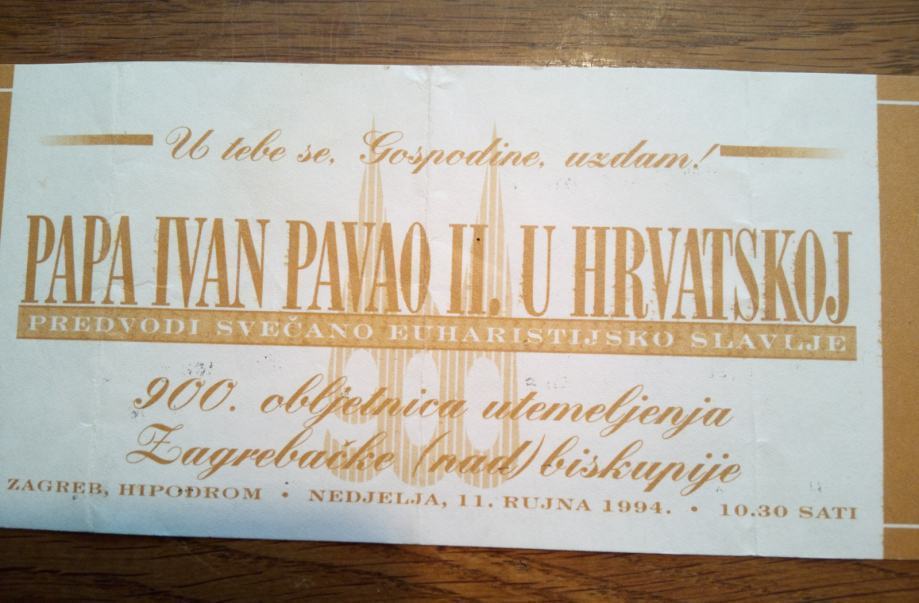 U tebe se, Gospodine, uzdam!
PAPA IVAN PAVAO II. U HRVATSKOJ
PREDVODI SVEČANO EUHARISTIJSKO SLAVLJE
900
900. obljetnica utemeljenja
Zagrebačke (nad)biskupije
ZAGREB, HIPODROM • NEDJELJA, 11. RUJNA 1994. • 10.30 SATI